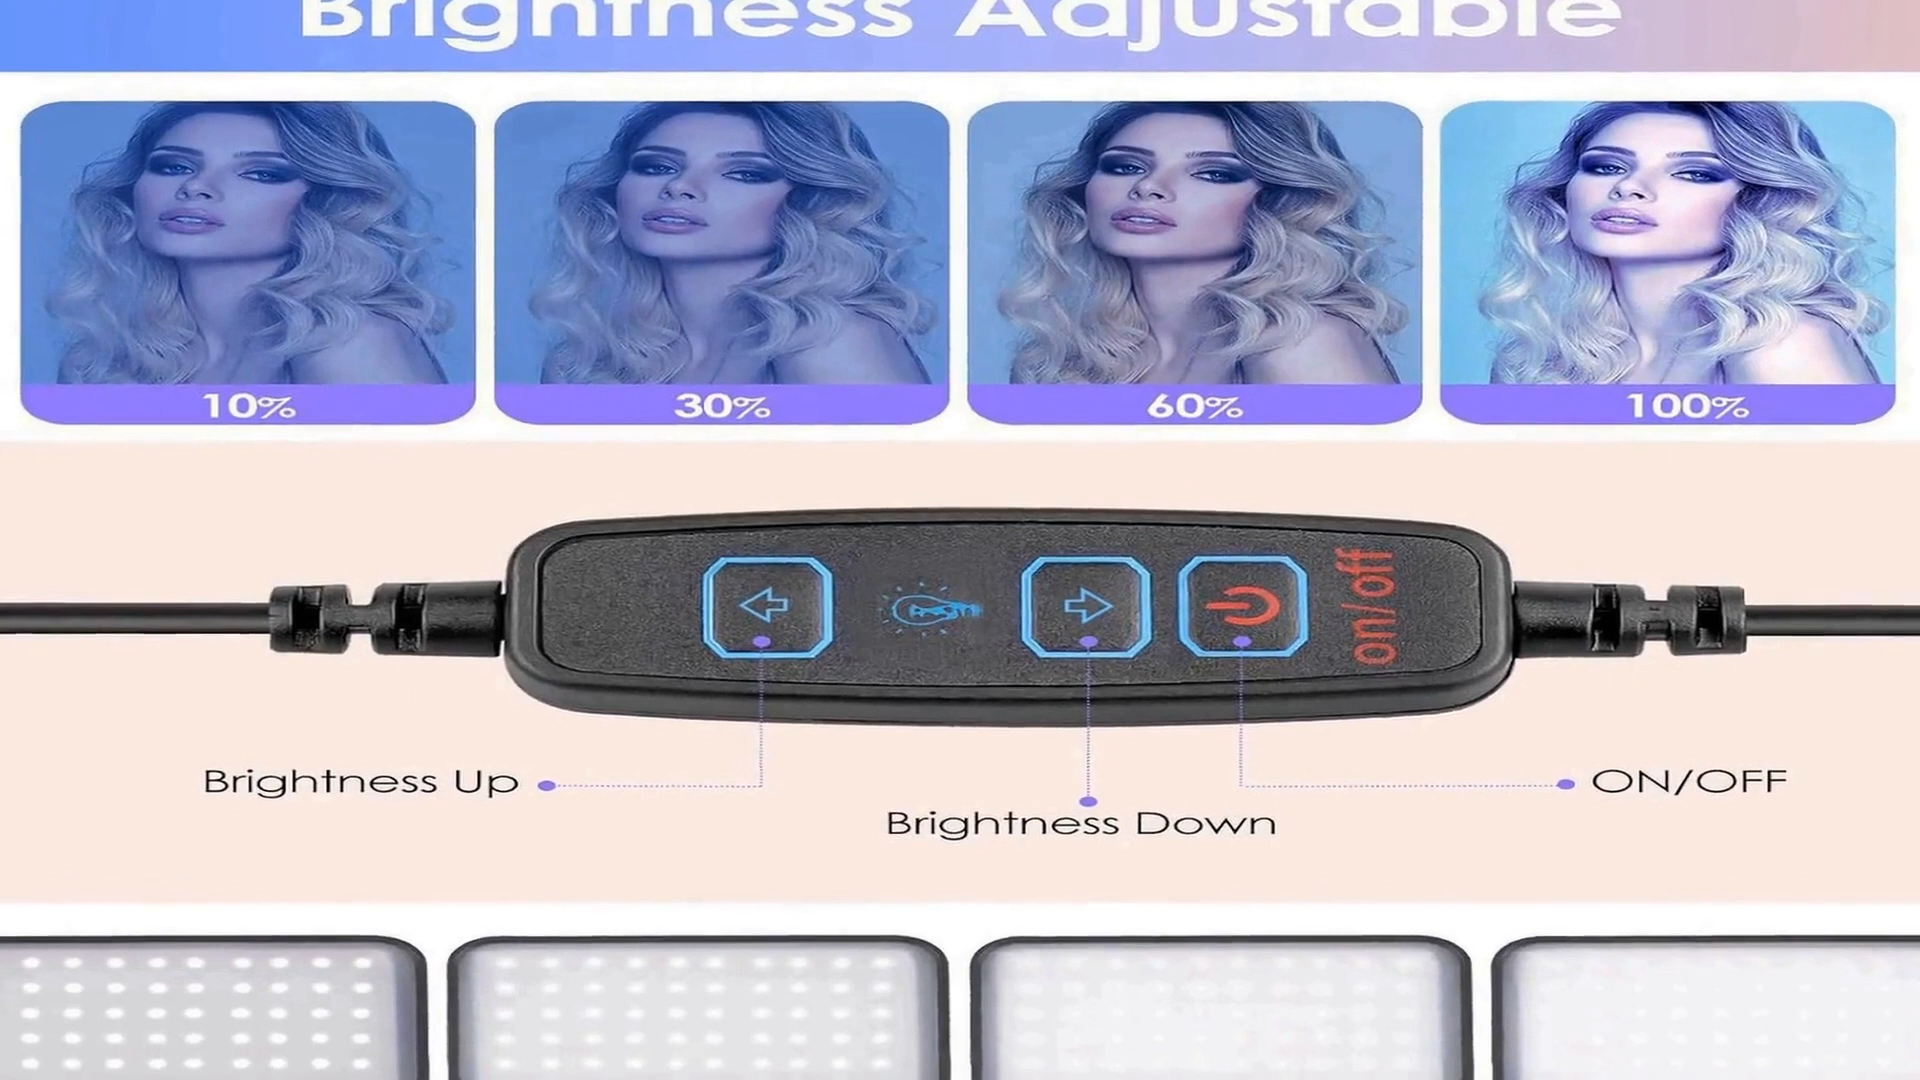 Brightness Adjustable
10%
30%
60%
100%
on/off
Brightness Up
ON/OFF
Brightness Down